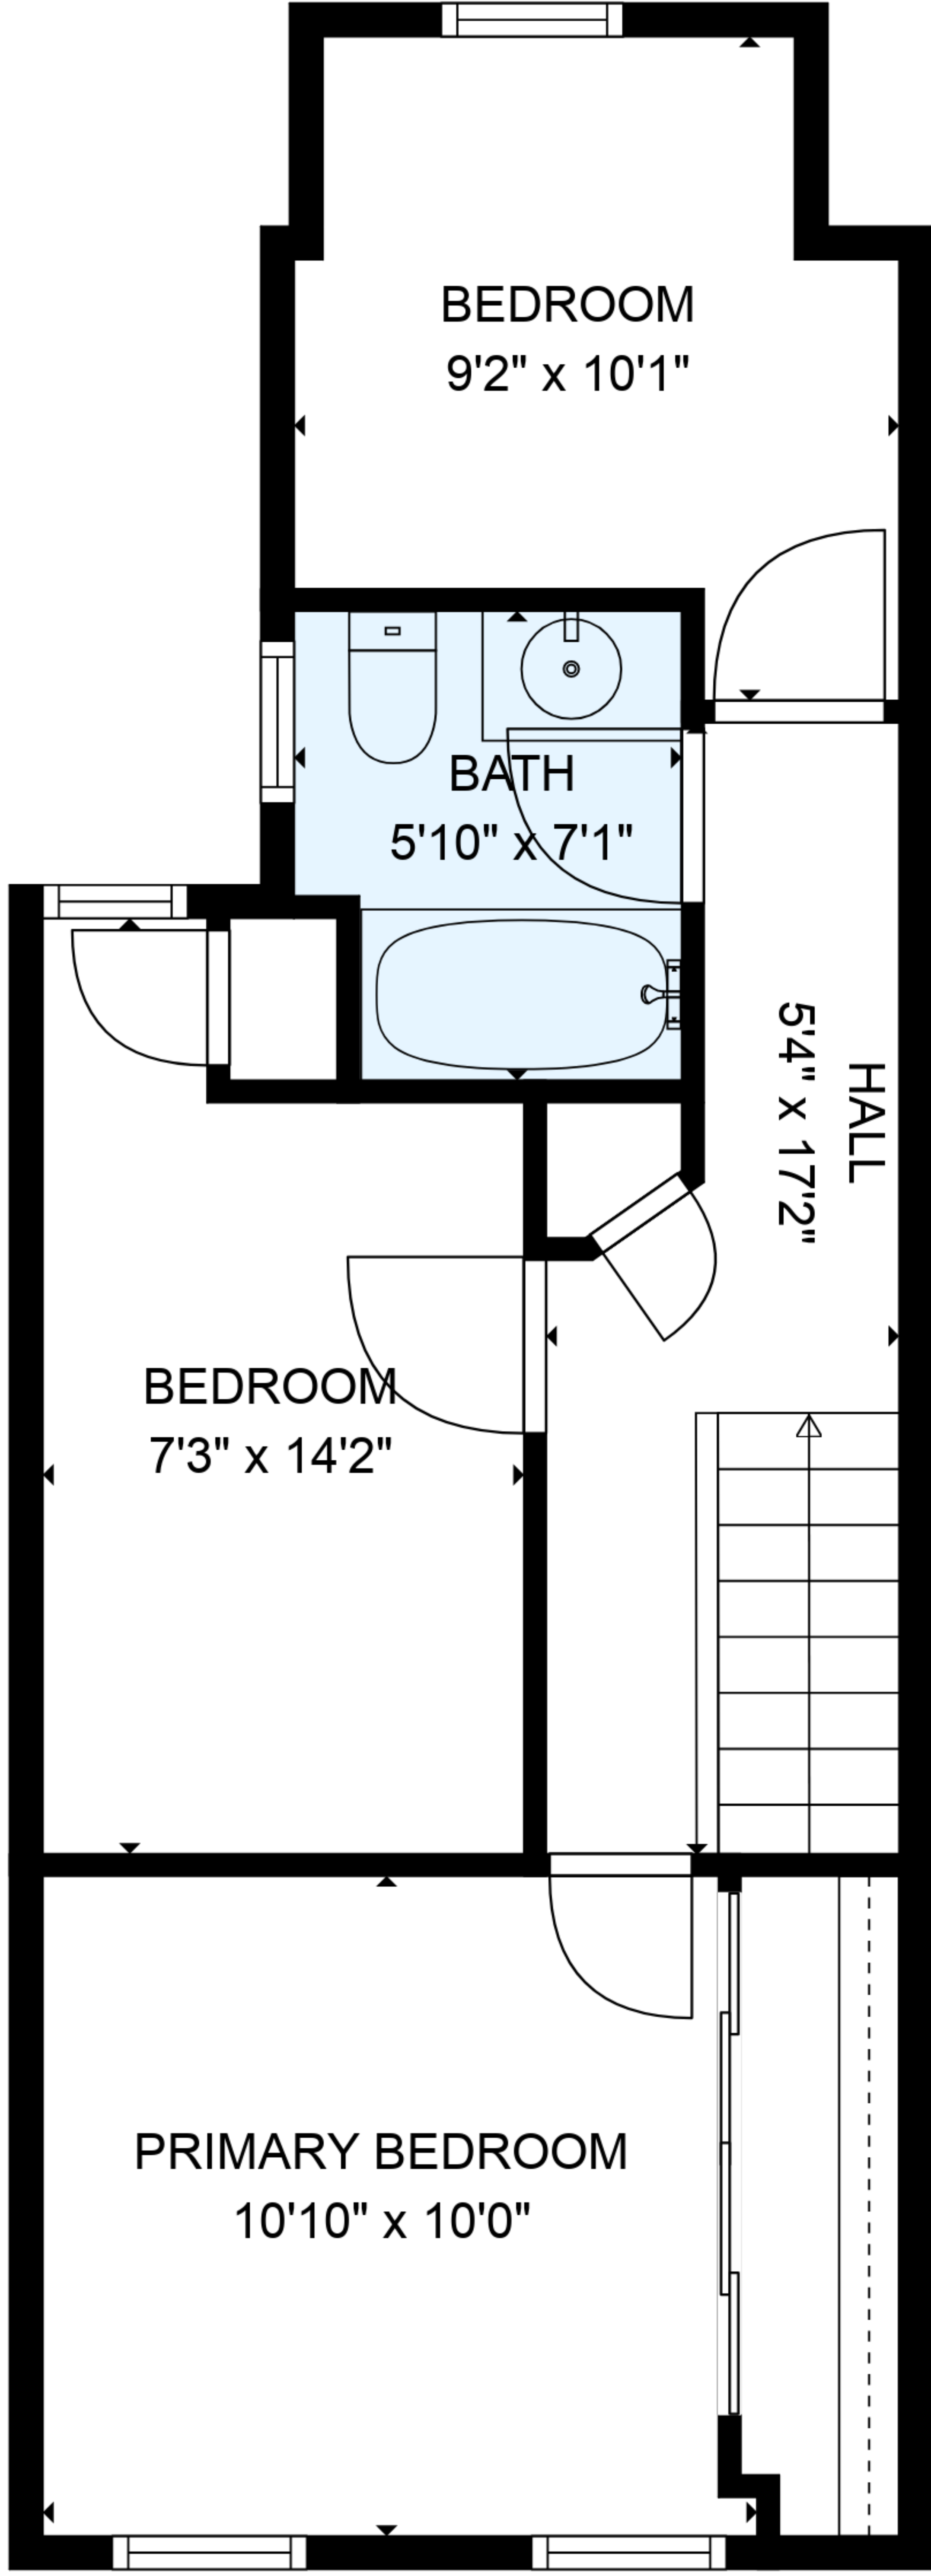 BEDROOM
9'2" x 10'1"
BATH
5'10" x 7'1"
HALL
5'4" x 17'2"
BEDROOM
7'3" x 14'2"
PRIMARY BEDROOM
10'10" x 10'0"